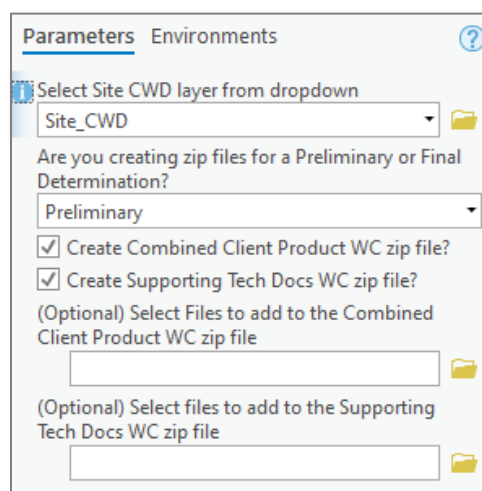 Parameters Environments
Select Site CWD layer from dropdown
Site_CWD
Are you creating zip files for a Preliminary or Final
Determination?
Preliminary
Create Combined Client Product WC zip file?
Create Supporting Tech Docs WC zip file?
(Optional) Select Files to add to the Combined
Client Product WC zip file
(Optional) Select files to add to the Supporting
Tech Docs WC zip file